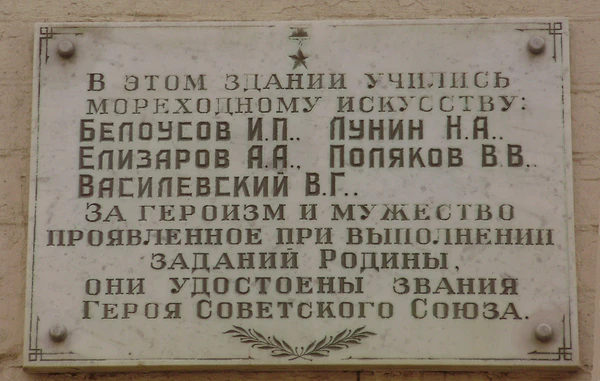 В ЭТОМ ЗДАНИИ УЧИЛИСЬ
МОРЕХОДНОМУ ИСКУССТВУ:
БЕЛОУСОВ И.П., ЛУНИН Н.А.,
ЕЛИЗАРОВ А.А., ПОЛЯКОВ В.В.
ВАСИЛЕВСКИЙ В.Г.,
ЗА ГЕРОИЗМ И МУЖЕСТВО
ПРОЯВЛЕННОЕ ПРИ ВЫПОЛНЕНИИ
ЗАДАНИЙ РОДИНЫ,
ОНИ УДОСТОЕНЫ ЗВАНИЯ
ГЕРОЯ СОВЕТСКОГО СОЮЗА.